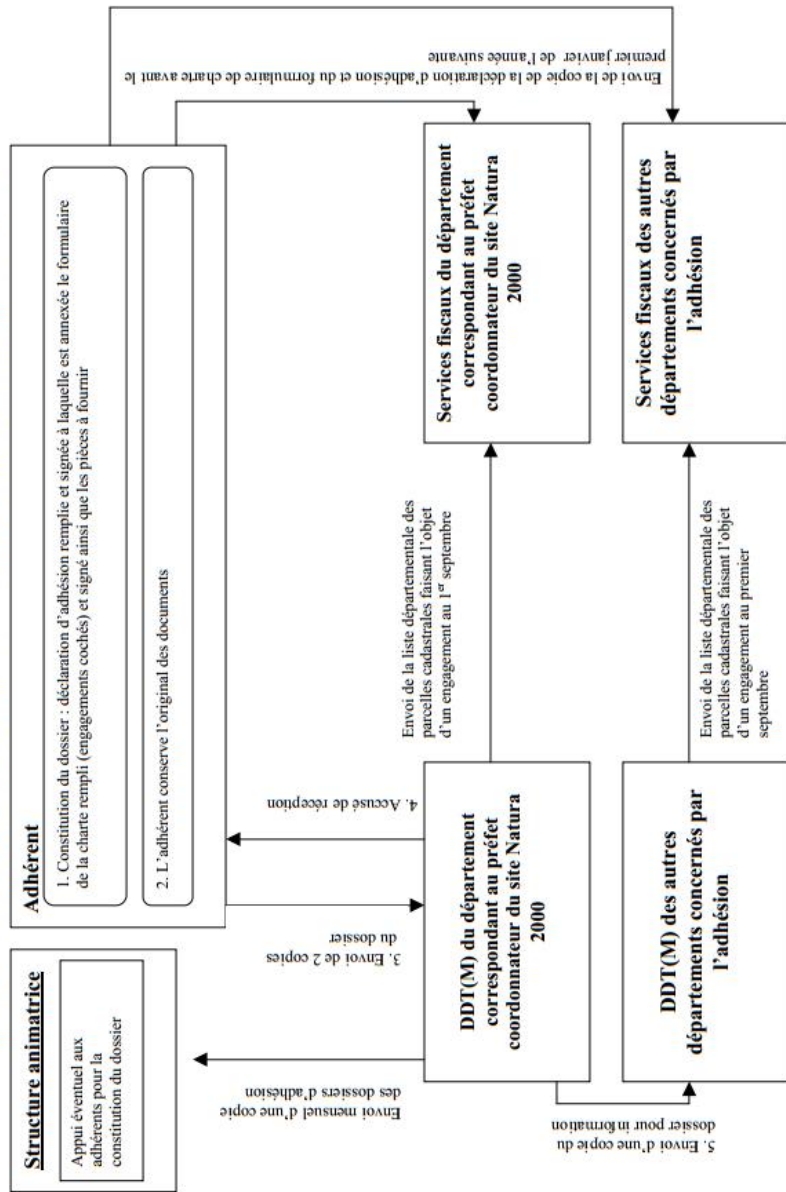 Structure animatrice
Appui éventuel aux
adhérents pour la
constitution du dossier
Adhérent
1. Constitution du dossier : déclaration d’adhésion remplie et signée à laquelle est annexée le formulaire
de la charte rempli (engagements cochés) et signé ainsi que les pièces à fournir
2. L’adhérent conserve l’original des documents
Envoi mensuel d’une copie
des dossiers d’adhésion
3. Envoi de 2 copies
du dossier
4. Accusé de réception
Envoi de la copie de la déclaration d’adhésion et du formulaire de charte avant le
premier janvier de l’année suivante
DDT(M) du département
correspondant au préfet
coordonnateur du site Natura
2000
Envoi de la liste départementale des
parcelles cadastrales faisant l’objet
d’un engagement au 1er septembre
Services fiscaux du département
correspondant au préfet
coordonnateur du site Natura
2000
5. Envoi d’une copie du
dossier pour information
DDT(M) des autres
départements concernés par
l’adhésion
Envoi de la liste départementale des
parcelles cadastrales faisant l’objet
d’un engagement au premier
septembre
Services fiscaux des autres
départements concernés par
l’adhésion